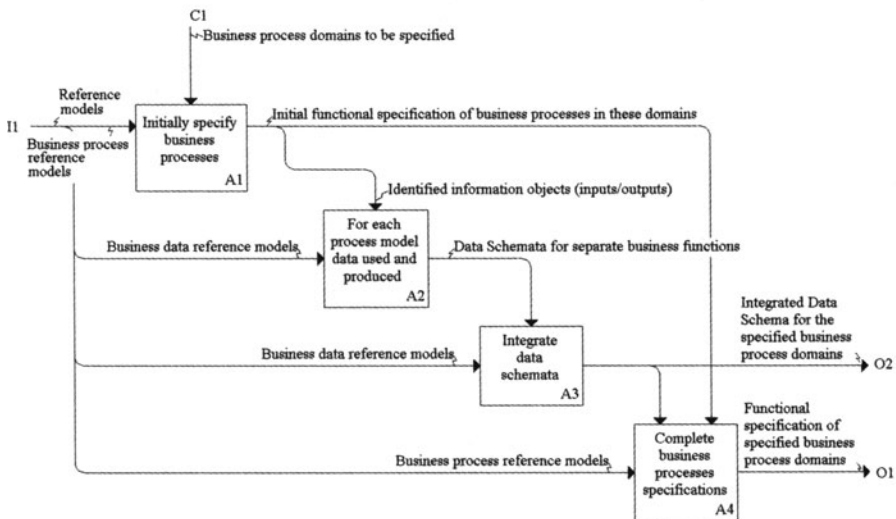 C1
Business process domains to be specified
Reference
models
I1
Business process
reference
models
Initially specify
business
processes
A1
Initial functional specification of business processes in these domains
Identified information objects (inputs/outputs)
Business data reference models
For each
process model
data used and
produced
A2
Data Schemata for separate business functions
Business data reference models
Integrate
data
schemata
A3
Integrated Data
Schema for the
specified business
process domains
O2
Business process reference models
Complete
business
processes
specifications
A4
Functional
specification of
specified business
process domains
O1